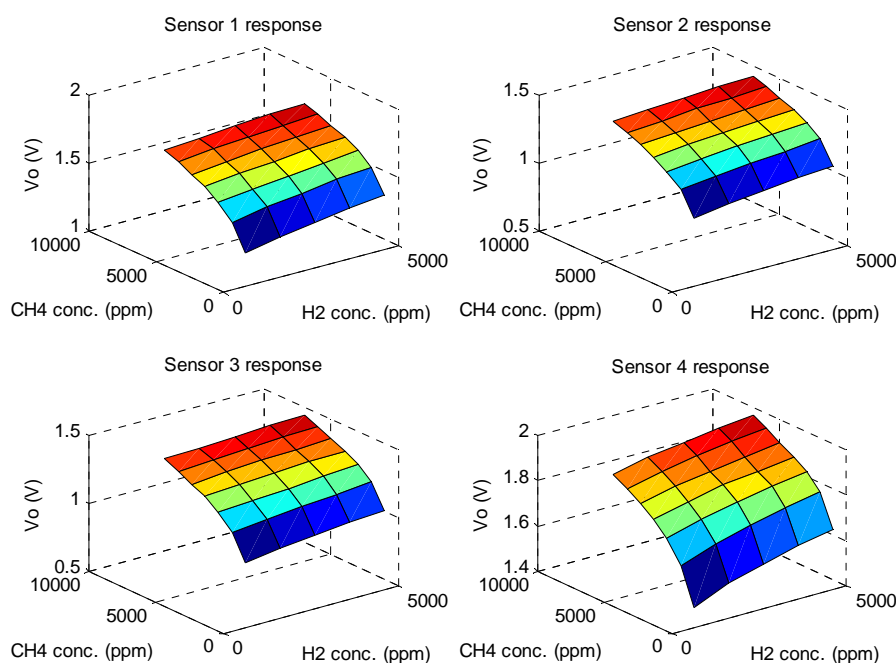 Sensor 1 response
2
1.5
1
Vo (V)
10000
5000
0
CH4 conc. (ppm)
0
5000
H2 conc. (ppm)
Sensor 2 response
1.5
1
0.5
Vo (V)
10000
5000
0
CH4 conc. (ppm)
0
5000
H2 conc. (ppm)
Sensor 3 response
1.5
1
0.5
Vo (V)
10000
5000
0
CH4 conc. (ppm)
0
5000
H2 conc. (ppm)
Sensor 4 response
2
1.8
1.6
1.4
Vo (V)
10000
5000
0
CH4 conc. (ppm)
0
5000
H2 conc. (ppm)